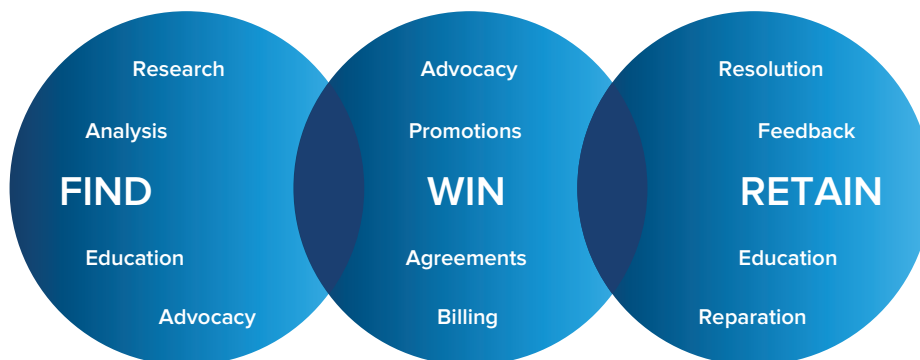 Research
Analysis
FIND
Education
Advocacy
Advocacy
Promotions
WIN
Agreements
Billing
Resolution
Feedback
RETAIN
Education
Reparation